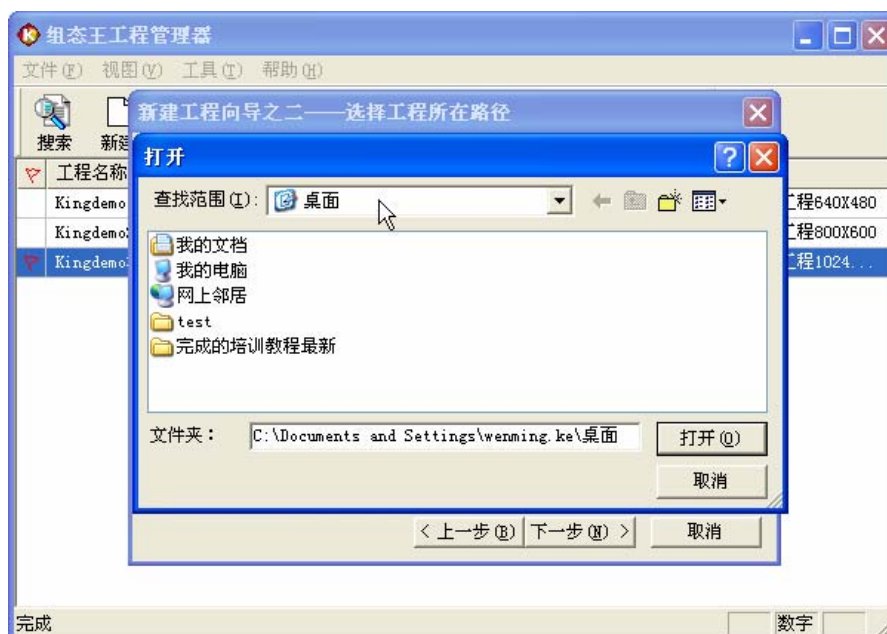 组态王工程管理器
文件(F) 视图(V) 工具(T) 帮助(H)
搜索 新建
新建工程向导之二——选择工程所在路径
打开
工程名称
查找范围(I): 桌面
Kingdemo 工程640X480
Kingdemo 工程800X600
Kingdemo 工程1024...
我的文档
我的电脑
网上邻居
test
完成的培训教程最新
文件夹： C:\Documents and Settings\wenming.ke\桌面 打开(O)
取消
< 上一步(B) 下一步(N) > 取消
完成 数字